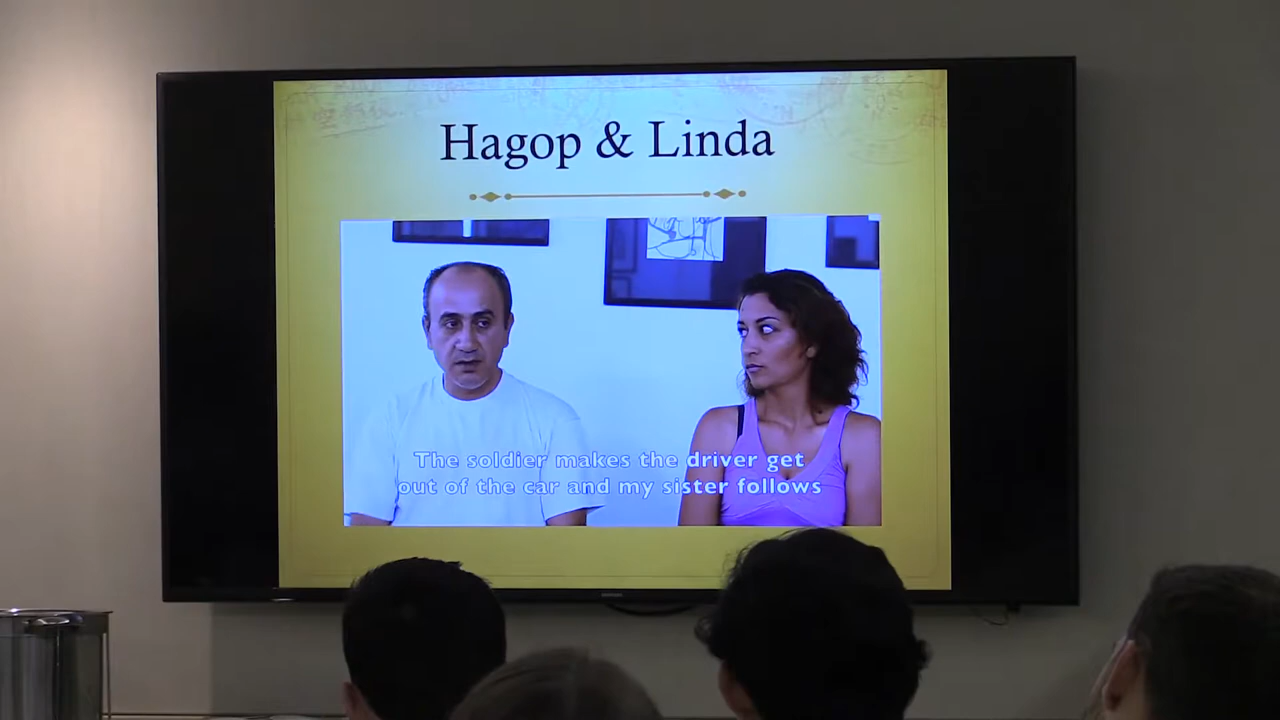 Hagop & Linda
The soldier makes the driver get
out of the car and my sister follows